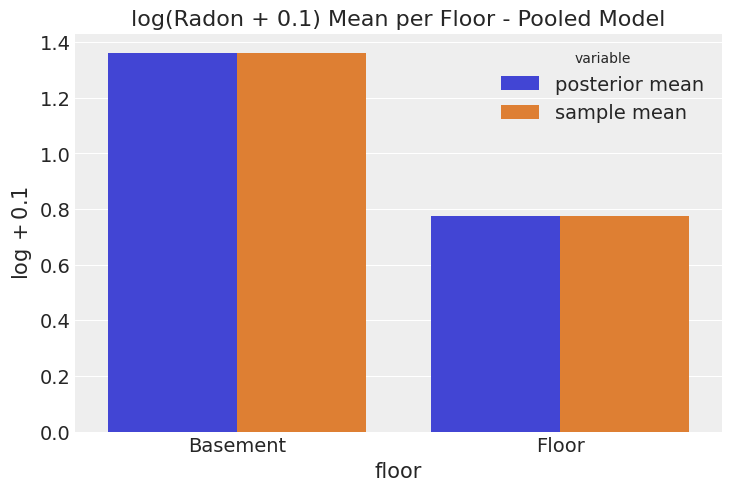 log(Radon + 0.1) Mean per Floor - Pooled Model
1.4
1.2
1.0
0.8
0.6
0.4
0.2
0.0
log + 0.1
variable
posterior mean
sample mean
Basement
Floor
floor